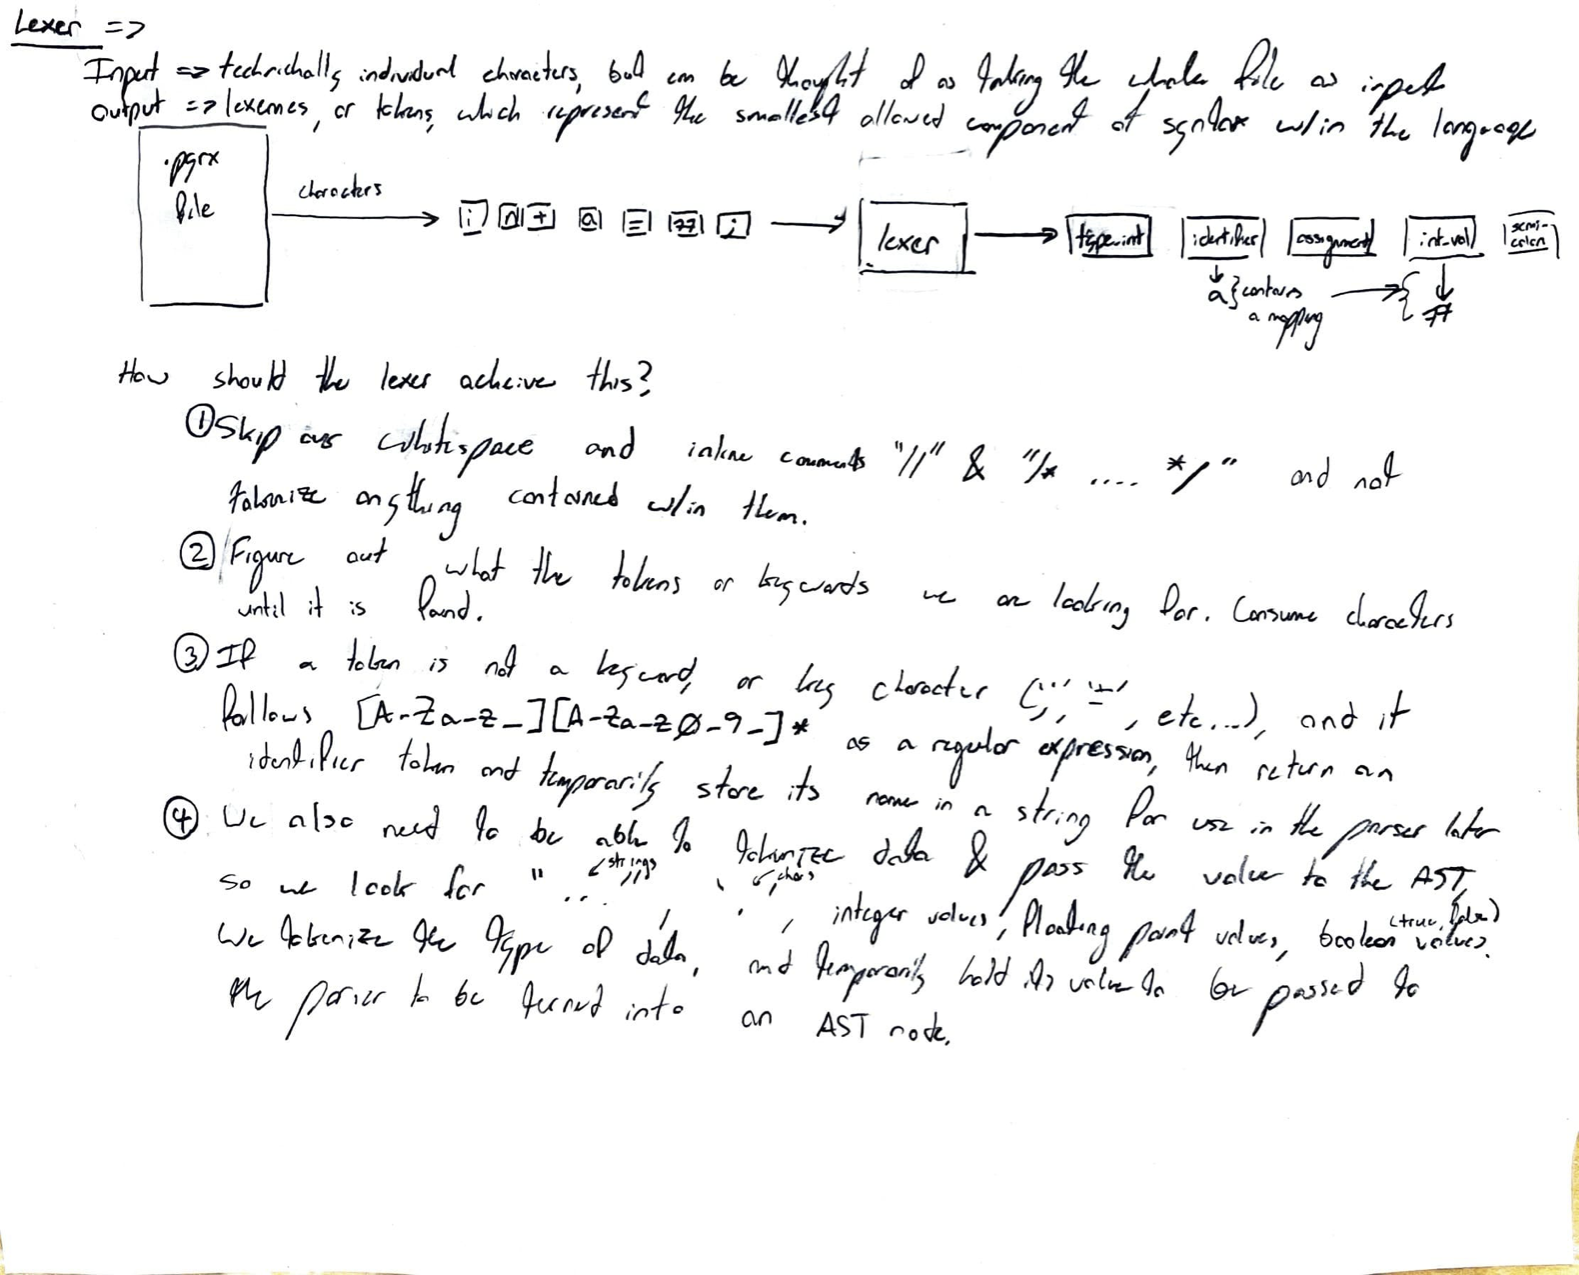 Lexer =>
Input => technichally individual characters, but can be thought of as taking the whole file as input
Output => lexemes, or tokens, which represent the smallest allowed component of syntax w/in the language
.pgrx
file
characters
i n t a = 77 ;
lexer
type_int identifier assignment int_val semi-
colon
a } contains
a mapping
{ 77
How should the lexer acheive this?
① Skip over whitespace and inline comments "//" & "/* .... */" and not
tokenize anything contained w/in them.
② Figure out what the tokens or keywords we are looking for. Consume characters
until it is found.
③ If a token is not a keyword, or key character (';', '=', etc...), and it
follows [A-Za-z_][A-Za-z0-9_]* as a regular expression, then return an
identifier token and temporarily store its name in a string for use in the parser later
④ We also need to be able to tokenize data & pass the value to the AST,
so we look for "..." strings, ' . ' chars, integer values, floating point values, boolean values (true, false).
We tokenize the type of data, and temporarily hold its value to be passed to
the parser to be turned into an AST node.